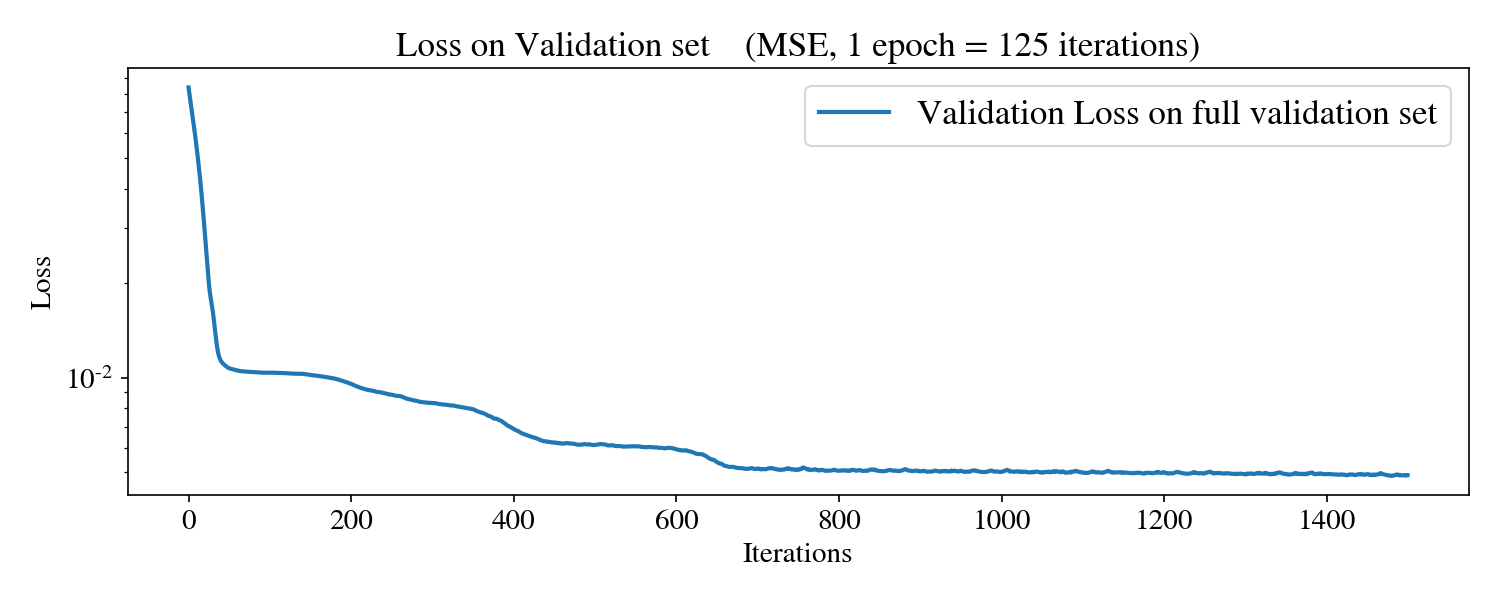 Loss on Validation set (MSE, 1 epoch = 125 iterations)
Validation Loss on full validation set
Loss
10-2
0 200 400 600 800 1000 1200 1400
Iterations